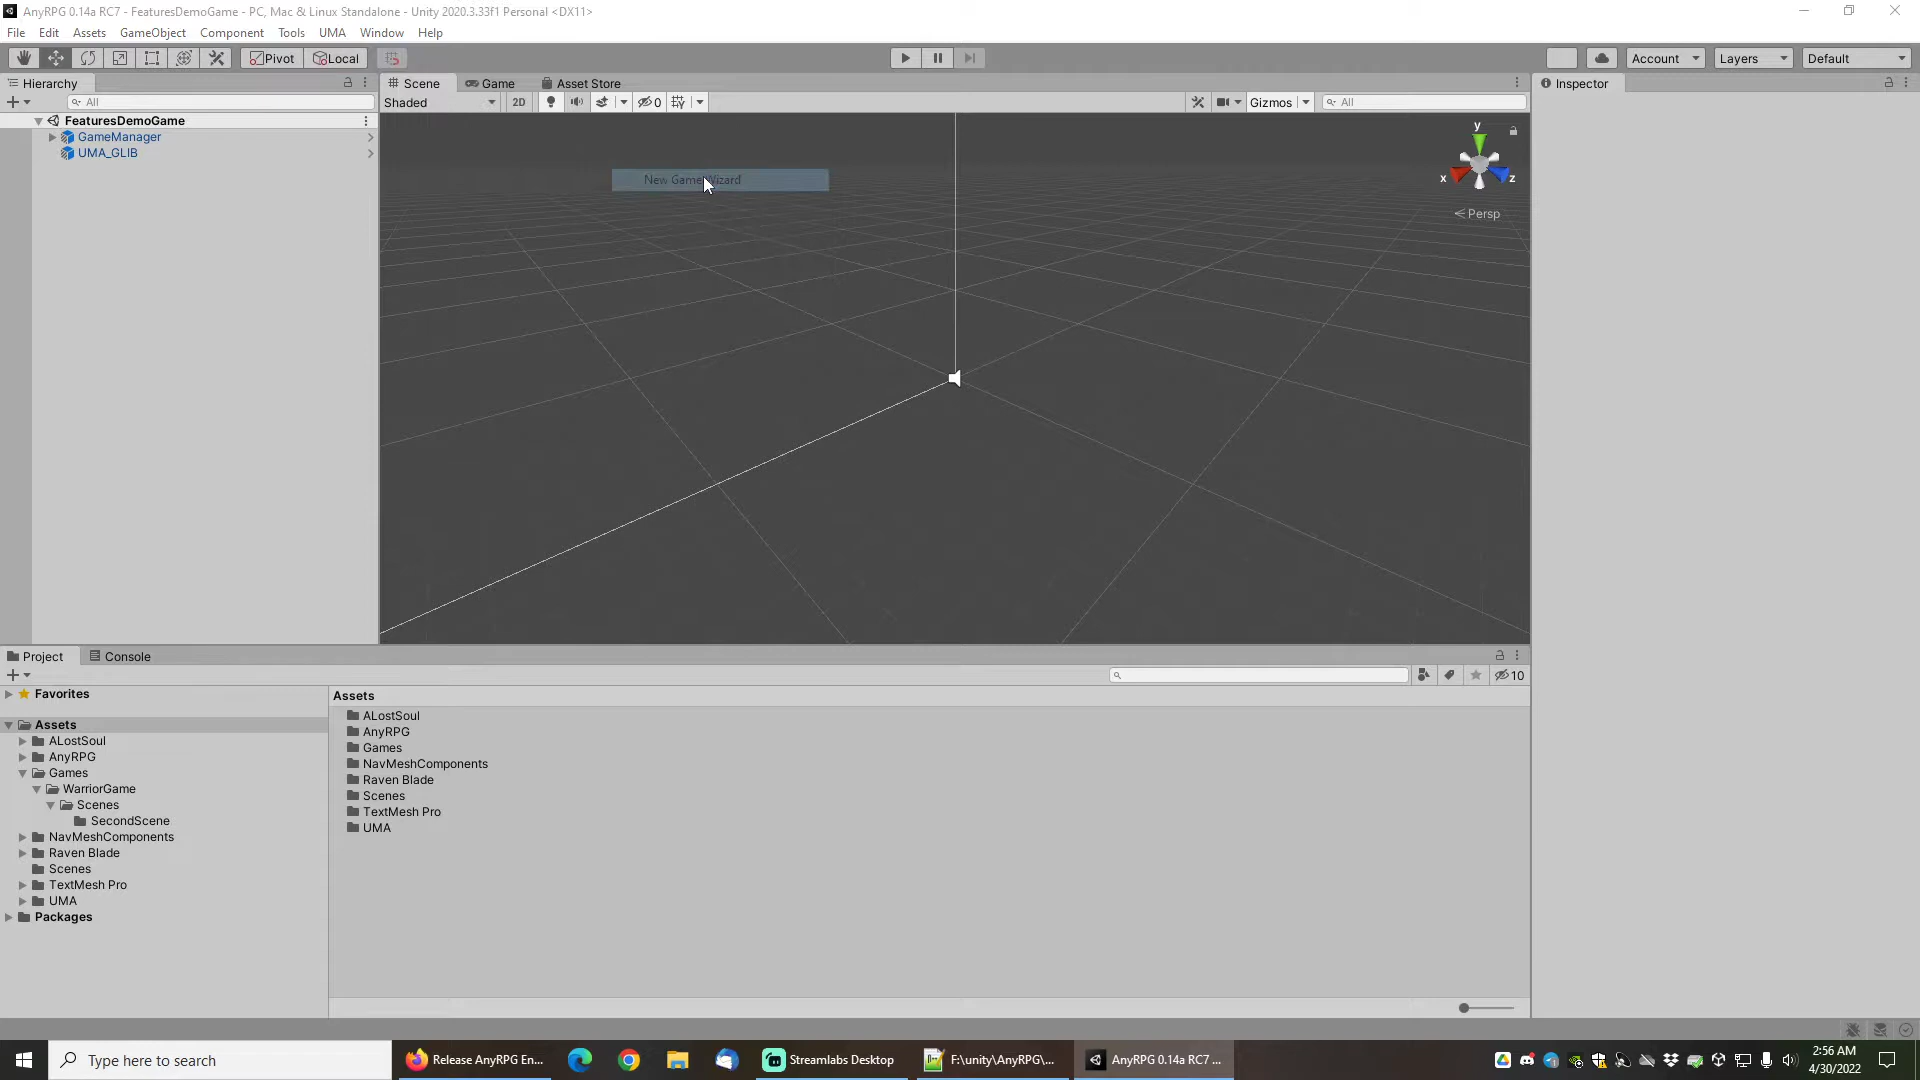 AnyRPG 0.14a RC7 - FeaturesDemoGame - PC, Mac & Linux Standalone - Unity 2020.3.33f1 Personal <DX11>
File Edit Assets GameObject Component Tools UMA Window Help
Pivot Local Account Layers Default
Hierarchy Scene Game Asset Store Inspector
All Shaded 2D 0 Gizmos All
FeaturesDemoGame
GameManager
UMA_GLIB
y
x z
Persp
New Game Wizard
Project Console
10
Favorites
Assets
ALostSoul
AnyRPG
Games
WarriorGame
Scenes
SecondScene
NavMeshComponents
Raven Blade
Scenes
TextMesh Pro
UMA
Packages
Assets
ALostSoul
AnyRPG
Games
NavMeshComponents
Raven Blade
Scenes
TextMesh Pro
UMA
Type here to search
Release AnyRPG En...
Streamlabs Desktop
F:\unity\AnyRPG\...
AnyRPG 0.14a RC7 ...
2:56 AM
4/30/2022